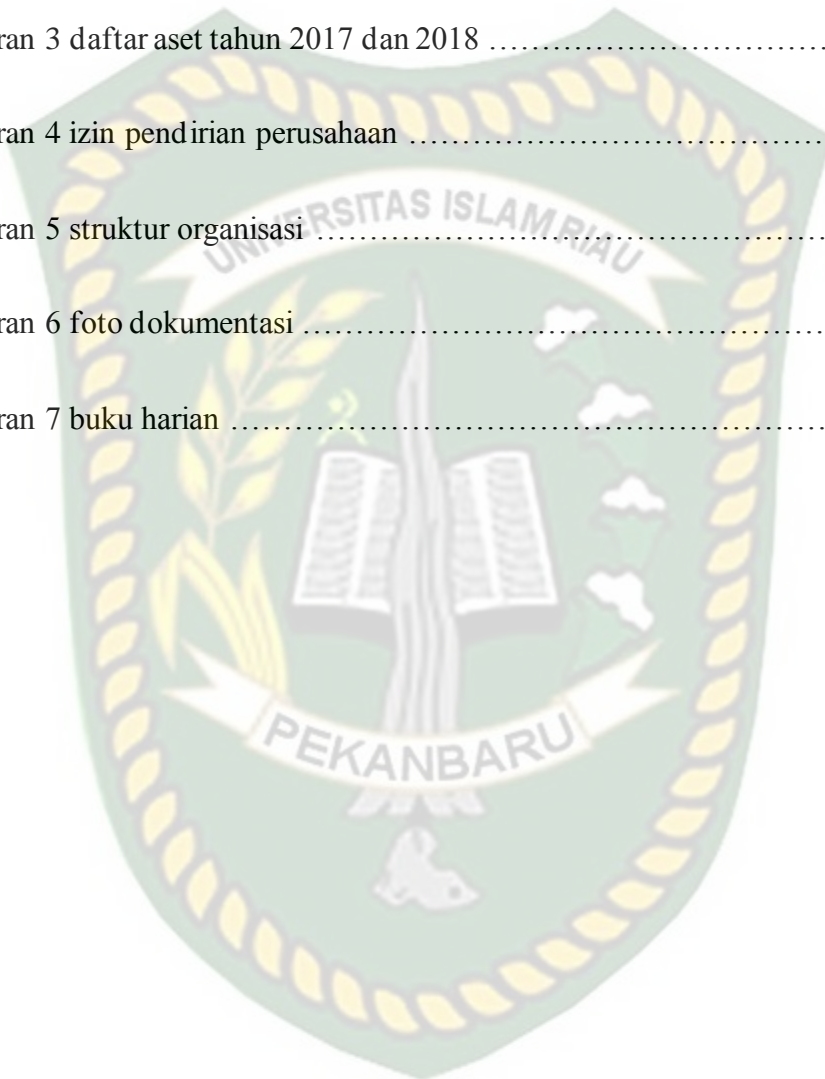 ran 3 daftar aset tahun 2017 dan 2018 ……………………………
ran 4 izin pendirian perusahaan ……………………………………
UNIVERSITAS ISLAM RIAU
ran 5 struktur organisasi ……………………………………………
ran 6 foto dokumentasi ………………………………………………
ran 7 buku harian ………………………………………………………
PEKANBARU